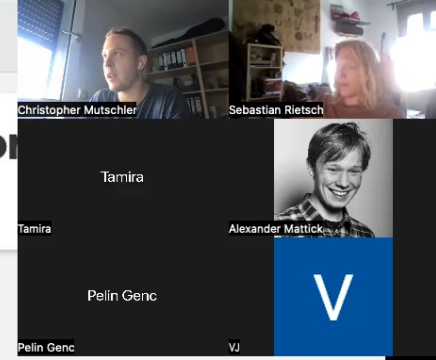 Christopher Mutschler
Sebastian Rietsch
Tamira
Tamira
Alexander Mattick
Pelin Genc
V
Pelin Genc
VJ